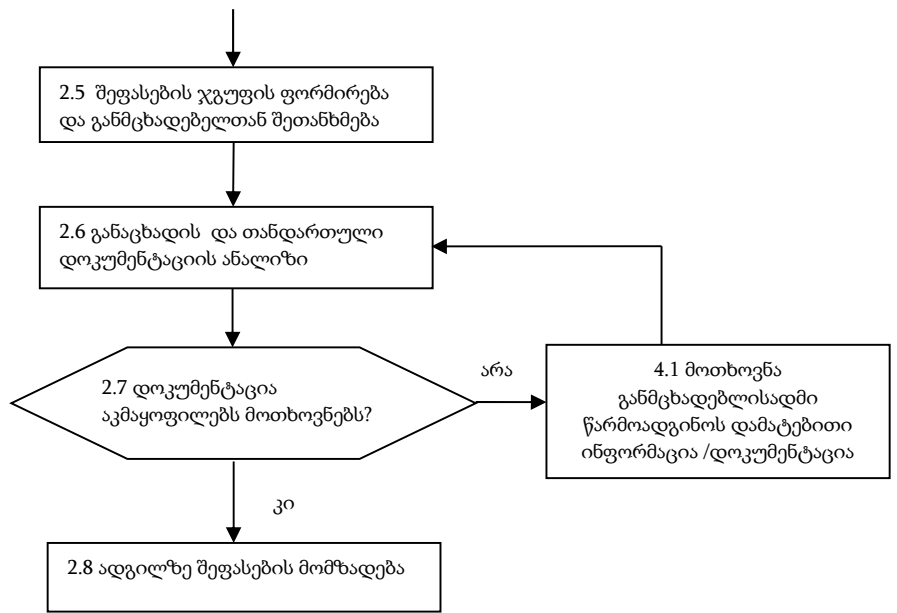 2.5 შეფასების ჯგუფის ფორმირება
და განმცხადებელთან შეთანხმება
2.6 განაცხადის და თანდართული
დოკუმენტაციის ანალიზი
2.7 დოკუმენტაცია
აკმაყოფილებს მოთხოვნებს?
არა
4.1 მოთხოვნა
განმცხადებლისადმი
წარმოადგინოს დამატებითი
ინფორმაცია /დოკუმენტაცია
კი
2.8 ადგილზე შეფასების მომზადება